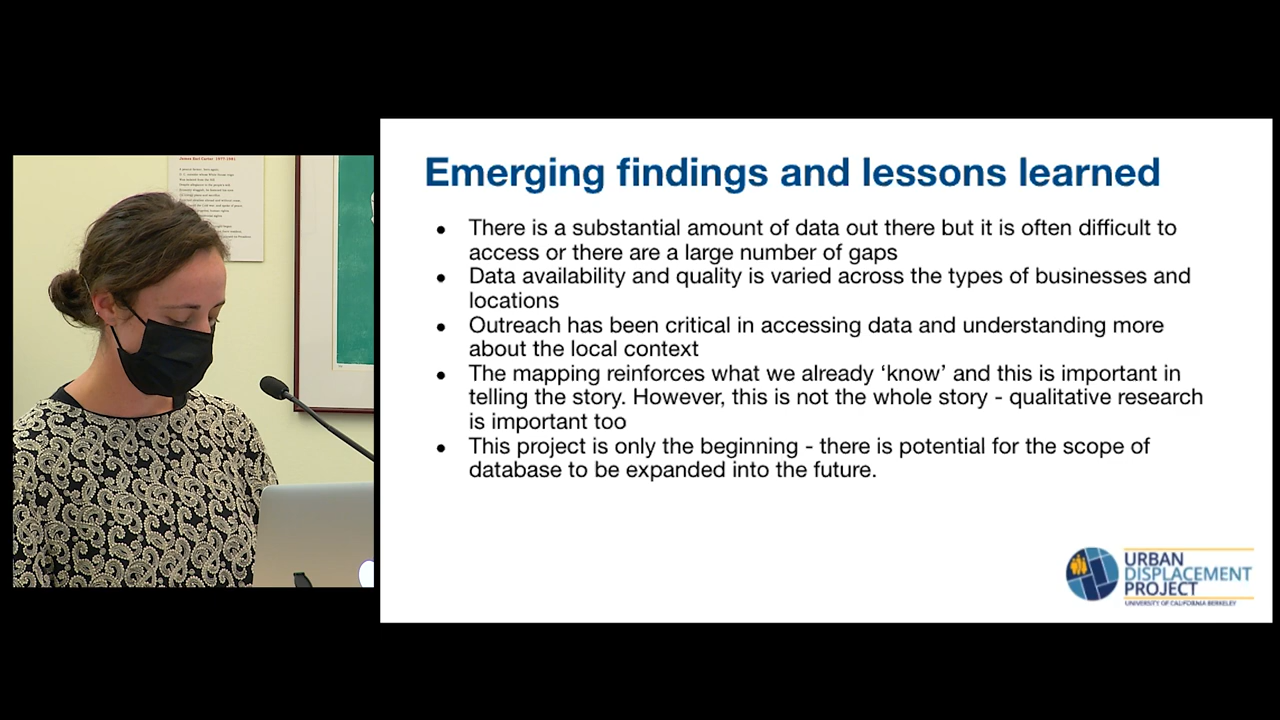 Emerging findings and lessons learned
● There is a substantial amount of data out there but it is often difficult to
access or there are a large number of gaps
● Data availability and quality is varied across the types of businesses and
locations
● Outreach has been critical in accessing data and understanding more
about the local context
● The mapping reinforces what we already ‘know’ and this is important in
telling the story. However, this is not the whole story - qualitative research
is important too
● This project is only the beginning - there is potential for the scope of
database to be expanded into the future.
URBAN
DISPLACEMENT
PROJECT
UNIVERSITY OF CALIFORNIA BERKELEY